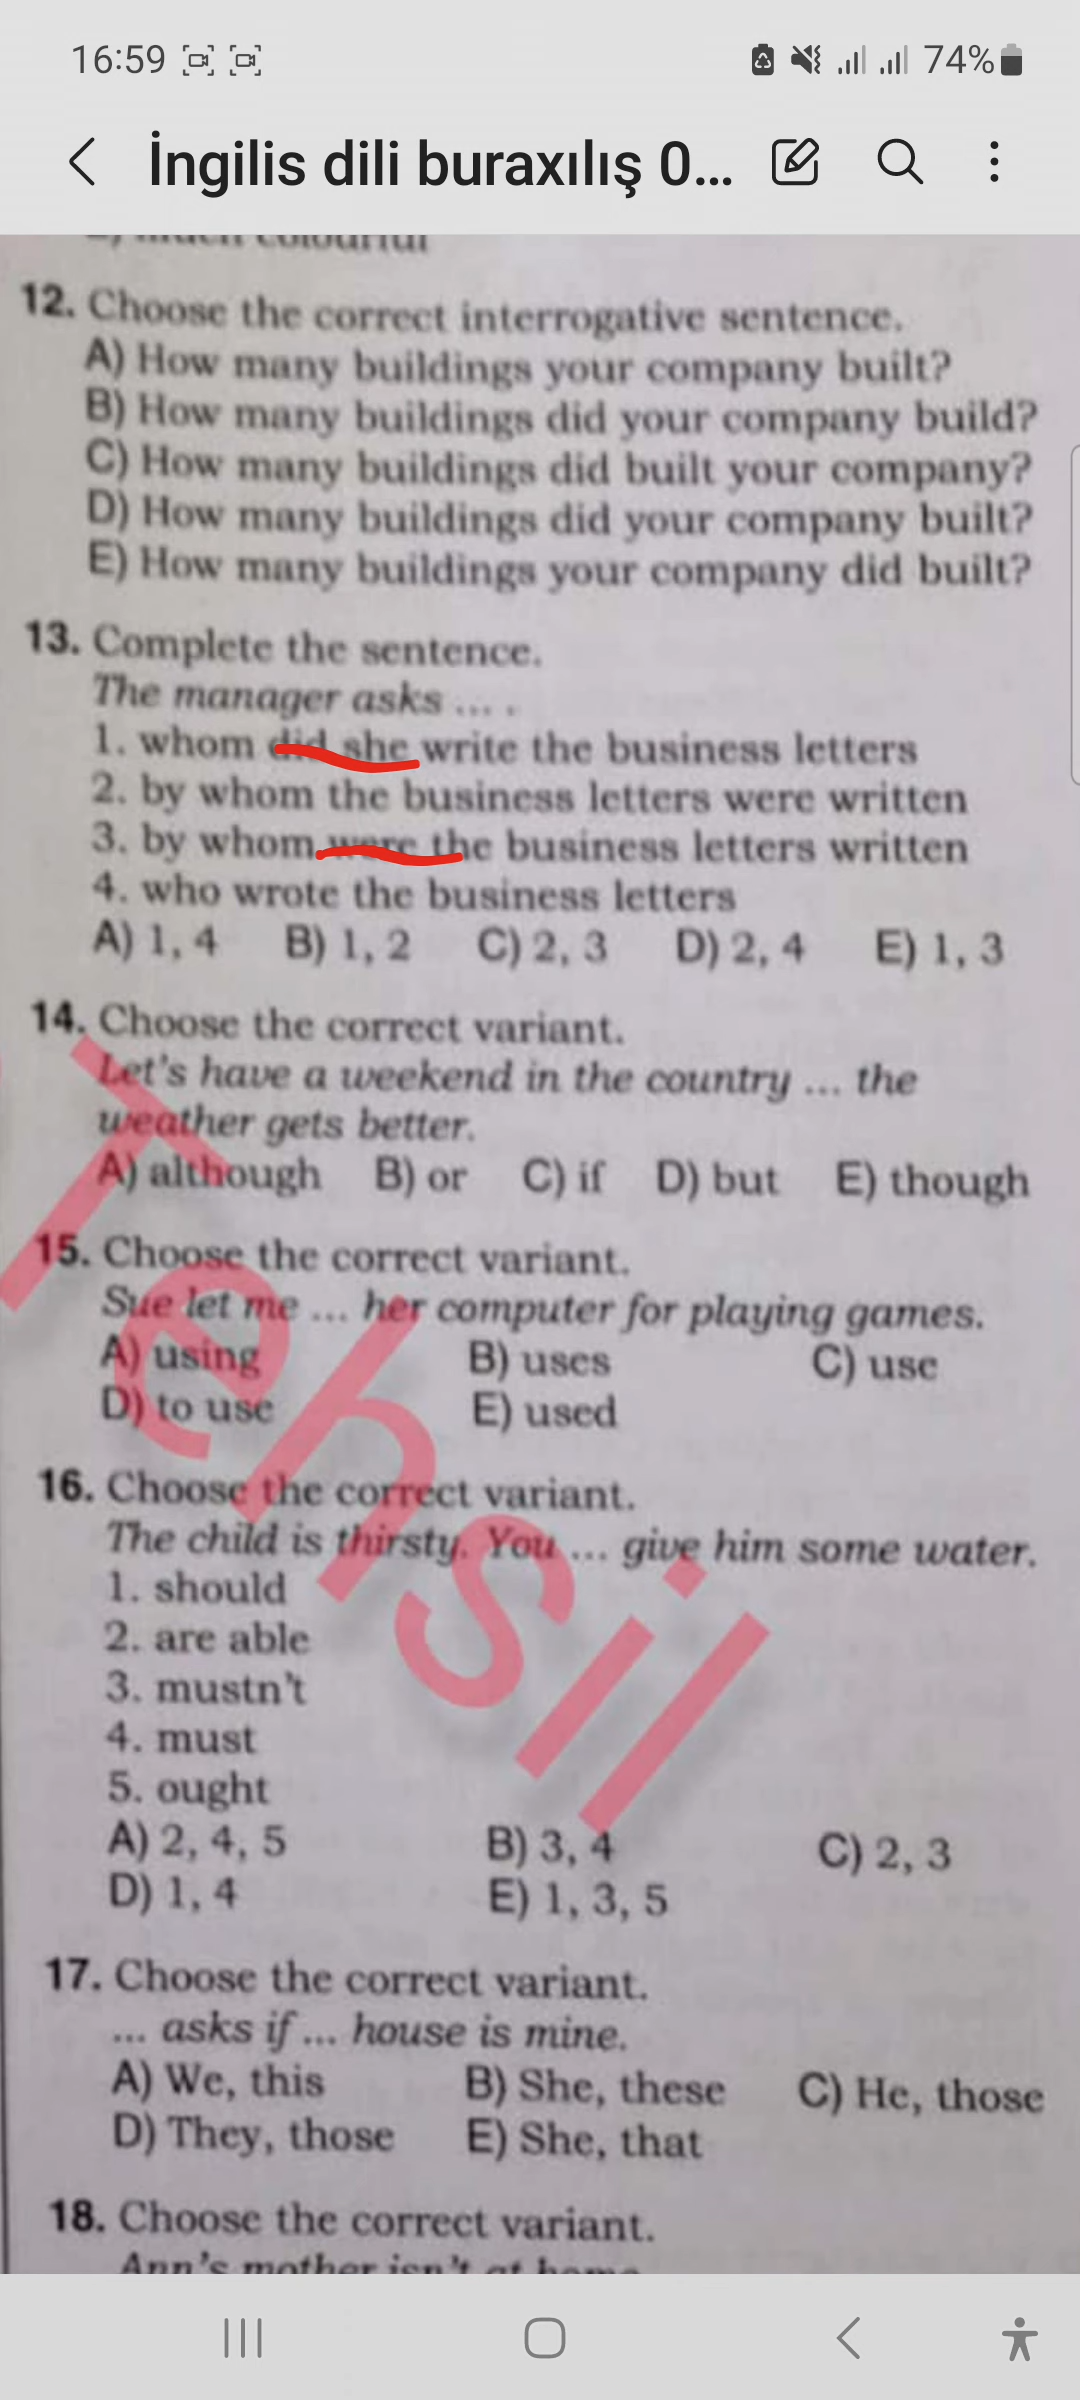 16:59 74%
İngilis dili buraxılış 0...
E) much colourful
12. Choose the correct interrogative sentence.
A) How many buildings your company built?
B) How many buildings did your company build?
C) How many buildings did built your company?
D) How many buildings did your company built?
E) How many buildings your company did built?
13. Complete the sentence.
The manager asks ... .
1. whom did she write the business letters
2. by whom the business letters were written
3. by whom were the business letters written
4. who wrote the business letters
A) 1, 4 B) 1, 2 C) 2, 3 D) 2, 4 E) 1, 3
14. Choose the correct variant.
Let's have a weekend in the country ... the
weather gets better.
A) although B) or C) if D) but E) though
15. Choose the correct variant.
Sue let me ... her computer for playing games.
A) using B) uses C) use
D) to use E) used
16. Choose the correct variant.
The child is thirsty. You ... give him some water.
1. should
2. are able
3. mustn't
4. must
5. ought
A) 2, 4, 5 B) 3, 4 C) 2, 3
D) 1, 4 E) 1, 3, 5
17. Choose the correct variant.
... asks if ... house is mine.
A) We, this B) She, these C) He, those
D) They, those E) She, that
18. Choose the correct variant.
Ann's mother isn't at home
Tehsil